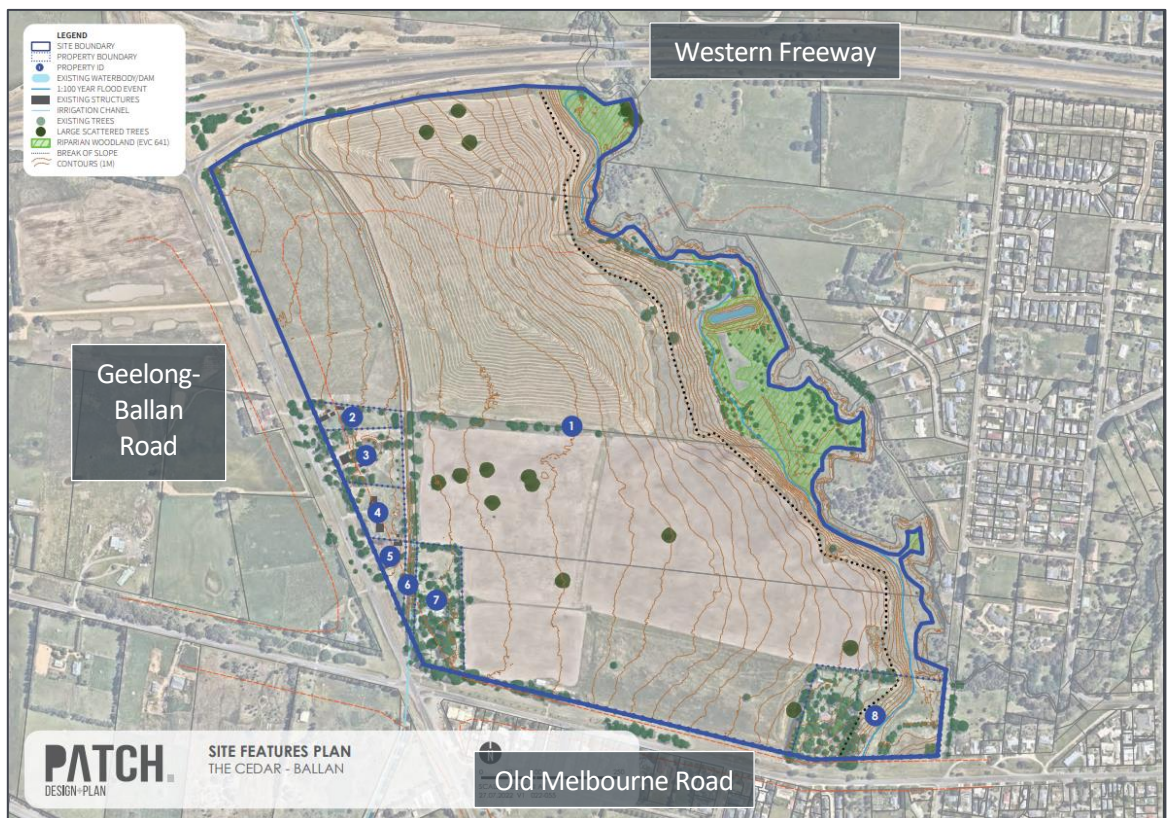 Western Freeway
LEGEND
SITE BOUNDARY
PROPERTY BOUNDARY
PROPERTY ID
EXISTING WATERBODY/DAM
1:100 YEAR FLOOD EVENT
EXISTING STRUCTURES
IRRIGATION CHANEL
EXISTING TREES
LARGE SCATTERED TREES
RIPARIAN WOODLAND (EVC 641)
BREAK OF SLOPE
CONTOURS (1M)
Geelong-
Ballan
Road
1
2
3
4
5
6
7
8
PATCH.
DESIGN+PLAN
SITE FEATURES PLAN
THE CEDAR - BALLAN
Old Melbourne Road